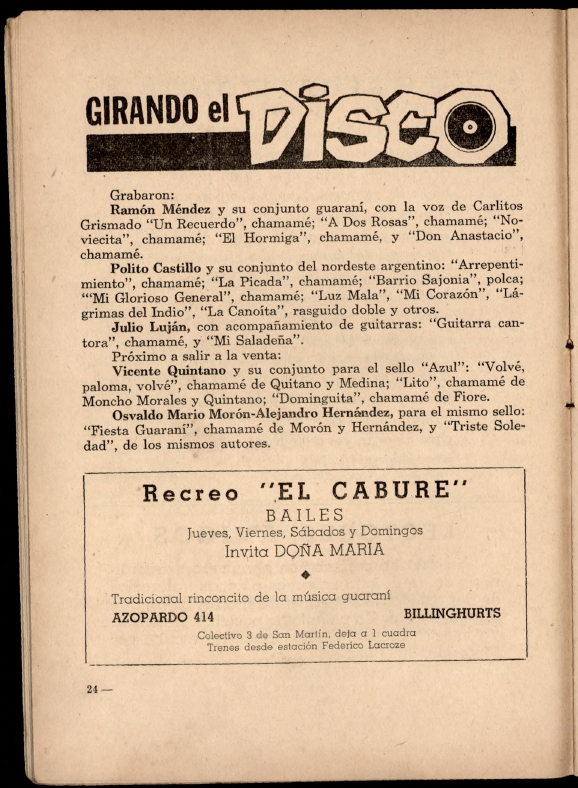 GIRANDO el DISCO
Grabaron:
Ramón Méndez y su conjunto guaraní, con la voz de Carlitos
Grismado "Un Recuerdo", chamamé; "A Dos Rosas", chamamé; "No-
viecita", chamamé; "El Hormiga", chamamé, y "Don Anastacio",
chamamé.
Polito Castillo y su conjunto del nordeste argentino: "Arrepenti-
miento", chamamé; "La Picada", chamamé; "Barrio Sajonia", polca;
"'Mi Glorioso General", chamamé; "Luz Mala", "Mi Corazón", "Lá-
grimas del Indio", "La Canoíta", rasguido doble y otros.
Julio Luján, con acompañamiento de guitarras: "Guitarra can-
tora", chamamé, y "Mi Saladeña".
Próximo a salir a la venta:
Vicente Quintano y su conjunto para el sello "Azul": "Volvé,
paloma, volvé", chamamé de Quitano y Medina; "Lito", chamamé de
Moncho Morales y Quintano; "Dominguita", chamamé de Fiore.
Osvaldo Mario Morón-Alejandro Hernández, para el mismo sello:
"Fiesta Guaraní", chamamé de Morón y Hernández, y "Triste Sole-
dad", de los mismos autores.
Recreo "EL CABURE"
BAILES
Jueves, Viernes, Sábados y Domingos
Invita DOÑA MARIA
Tradicional rinconcito de la música guaraní
AZOPARDO 414 BILLINGHURTS
Colectivo 3 de San Martín, deja a 1 cuadra
Trenes desde estación Federico Lacroze
24 —